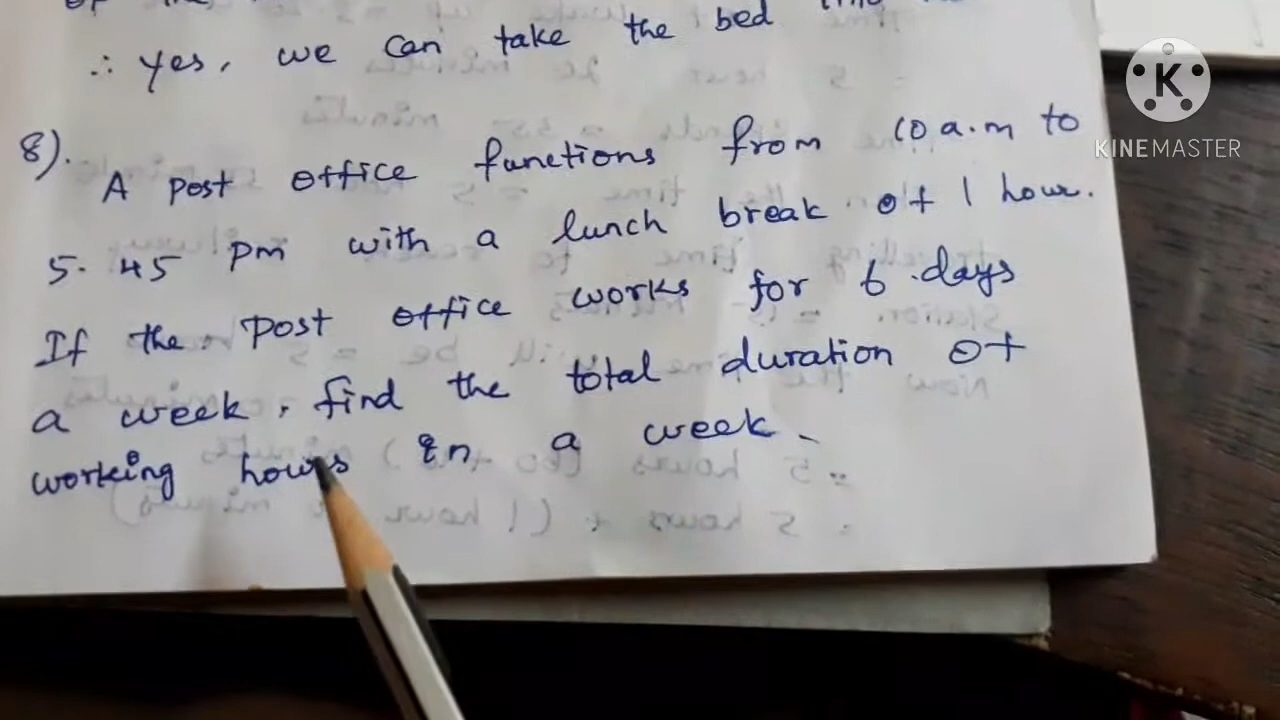 ∴ yes, we can take the bed
8). A post office functions from 10 a.m to
5.45 pm with a lunch break of 1 hour.
If the post office works for 6 days
a week, find the total duration of
working hours in a week.
K
KINEMASTER